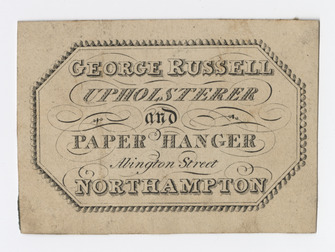 GEORGE RUSSELL
UPHOLSTERER
and
PAPER HANGER
Abington Street
NORTHAMPTON